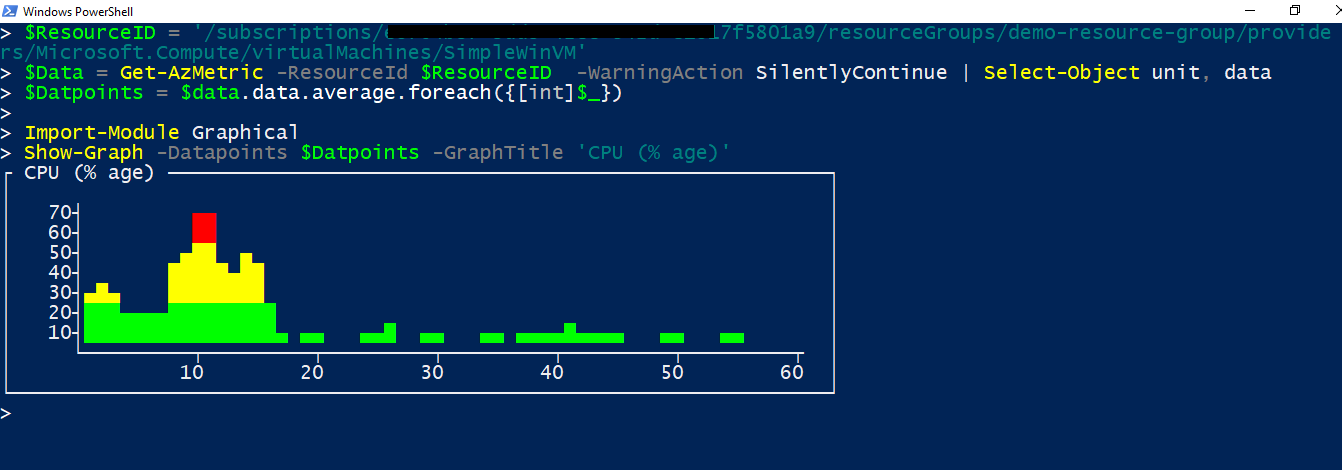 Windows PowerShell
> $ResourceID = '/subscriptions/17f5801a9/resourceGroups/demo-resource-group/provide
rs/Microsoft.Compute/virtualMachines/SimpleWinVM'
> $Data = Get-AzMetric -ResourceId $ResourceID  -WarningAction SilentlyContinue | Select-Object unit, data
> $Datpoints = $data.data.average.foreach({[int]$_})
>
> Import-Module Graphical
> Show-Graph -Datapoints $Datpoints -GraphTitle 'CPU (% age)'
CPU (% age)
70
60
50
40
30
20
10
10 20 30 40 50 60
>